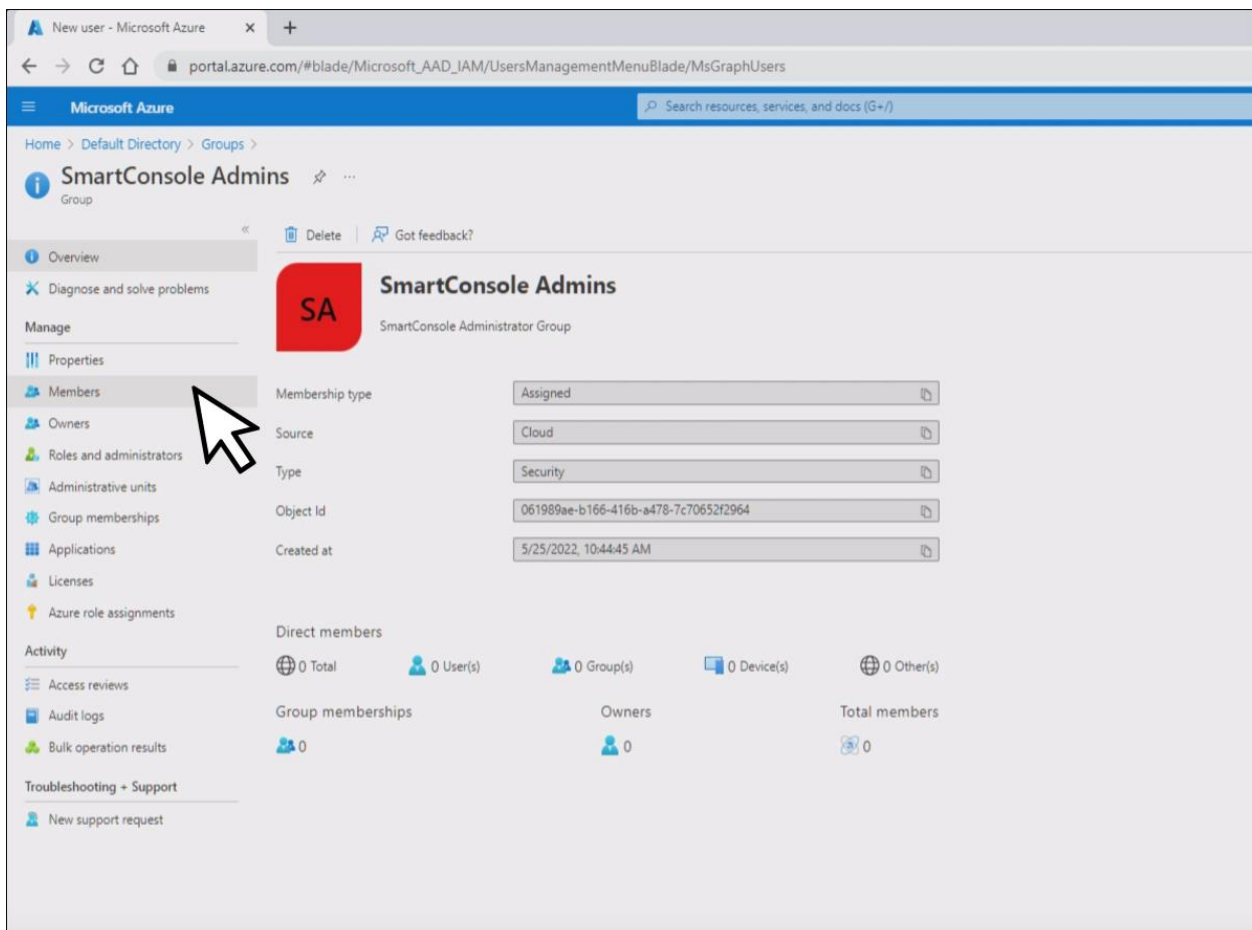 New user - Microsoft Azure
portal.azure.com/#blade/Microsoft_AAD_IAM/UsersManagementMenuBlade/MsGraphUsers
Microsoft Azure
Search resources, services, and docs (G+/)
Home > Default Directory > Groups >
SmartConsole Admins
Group
Delete
Got feedback?
Overview
Diagnose and solve problems
Manage
Properties
Members
Owners
Roles and administrators
Administrative units
Group memberships
Applications
Licenses
Azure role assignments
Activity
Access reviews
Audit logs
Bulk operation results
Troubleshooting + Support
New support request
SA
SmartConsole Admins
SmartConsole Administrator Group
Membership type Assigned
Source Cloud
Type Security
Object Id 061989ae-b166-416b-a478-7c70652f2964
Created at 5/25/2022, 10:44:45 AM
Direct members
0 Total 0 User(s) 0 Group(s) 0 Device(s) 0 Other(s)
Group memberships Owners Total members
0 0 0